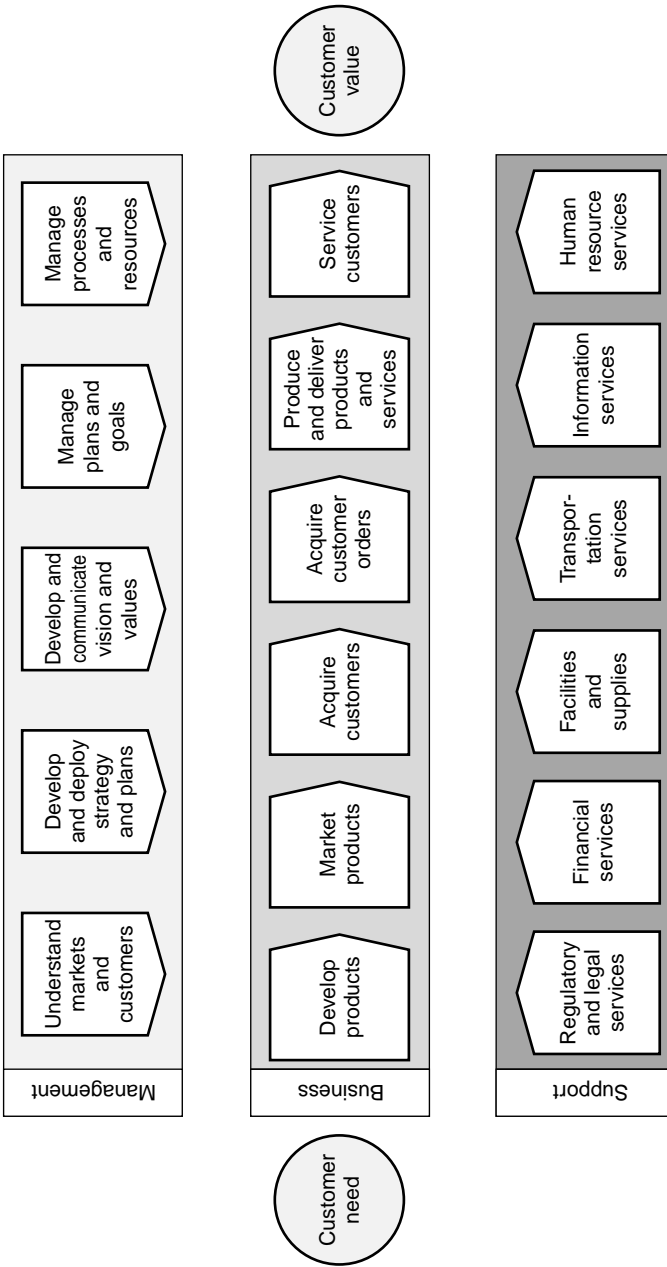 Management
Understand
markets
and
customers
Develop
and deploy
strategy
and plans
Develop and
communicate
vision and
values
Manage
plans and
goals
Manage
processes
and
resources
Customer
need
Business
Develop
products
Market
products
Acquire
customers
Acquire
customer
orders
Produce
and deliver
products
and
services
Service
customers
Customer
value
Support
Regulatory
and legal
services
Financial
services
Facilities
and
supplies
Transpor-
tation
services
Information
services
Human
resource
services